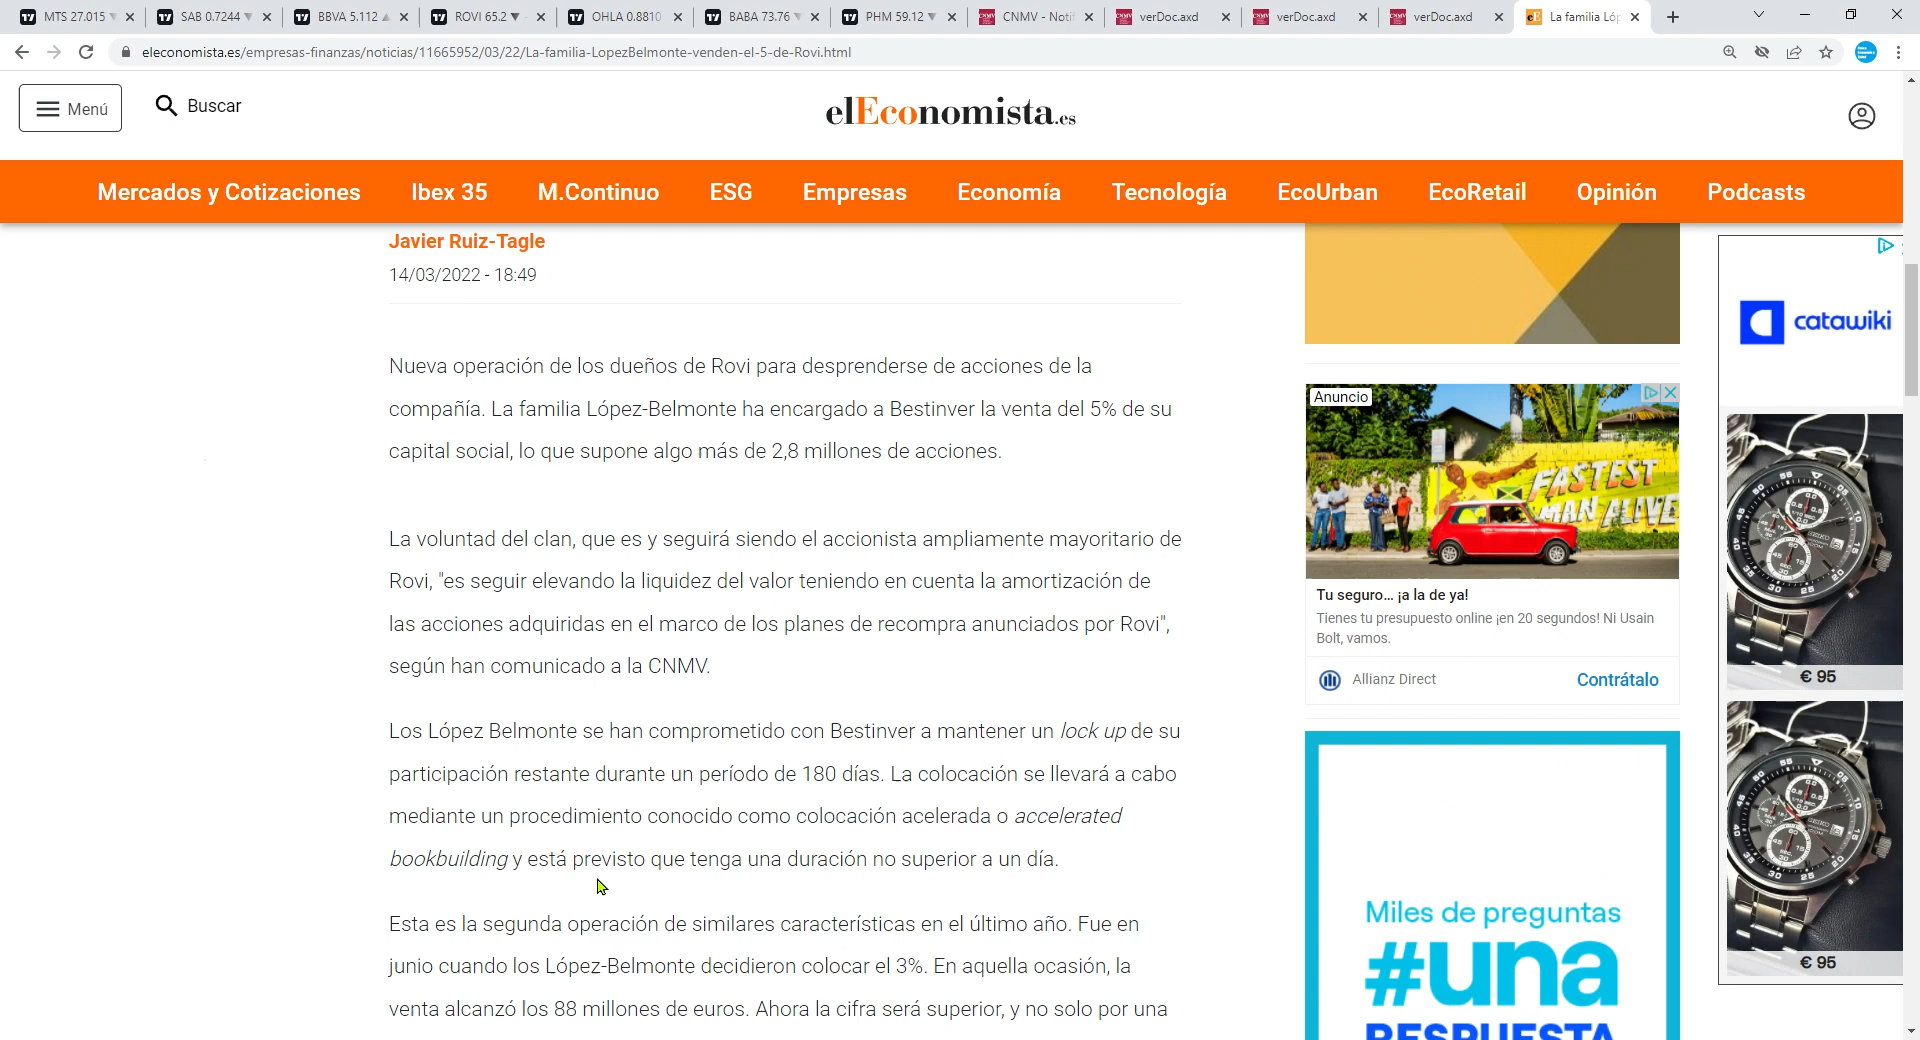 MTS 27.015 ▼
SAB 0.7244 ▼
BBVA 5.112 ▲
ROVI 65.2 ▼
OHLA 0.8810
BABA 73.76 ▼
PHM 59.12 ▼
CNMV - Noti
verDoc.axd
verDoc.axd
verDoc.axd
La familia Lóp
eleconomista.es/empresas-finanzas/noticias/11665952/03/22/La-familia-LopezBelmonte-venden-el-5-de-Rovi.html
Menú
Buscar
elEconomista.es
Mercados y Cotizaciones
Ibex 35
M.Continuo
ESG
Empresas
Economía
Tecnología
EcoUrban
EcoRetail
Opinión
Podcasts
Javier Ruiz-Tagle
14/03/2022 - 18:49
Nueva operación de los dueños de Rovi para desprenderse de acciones de la
compañía. La familia López-Belmonte ha encargado a Bestinver la venta del 5% de su
capital social, lo que supone algo más de 2,8 millones de acciones.
La voluntad del clan, que es y seguirá siendo el accionista ampliamente mayoritario de
Rovi, "es seguir elevando la liquidez del valor teniendo en cuenta la amortización de
las acciones adquiridas en el marco de los planes de recompra anunciados por Rovi",
según han comunicado a la CNMV.
Los López Belmonte se han comprometido con Bestinver a mantener un lock up de su
participación restante durante un período de 180 días. La colocación se llevará a cabo
mediante un procedimiento conocido como colocación acelerada o accelerated
bookbuilding y está previsto que tenga una duración no superior a un día.
Esta es la segunda operación de similares características en el último año. Fue en
junio cuando los López-Belmonte decidieron colocar el 3%. En aquella ocasión, la
venta alcanzó los 88 millones de euros. Ahora la cifra será superior, y no solo por una
Anuncio
FASTEST
MAN ALIVE
Tu seguro... ¡a la de ya!
Tienes tu presupuesto online ¡en 20 segundos! Ni Usain
Bolt, vamos.
Allianz Direct
Contrátalo
Miles de preguntas
#una
RESPUESTA
catawiki
SEIKO
€ 95
SEIKO
€ 95